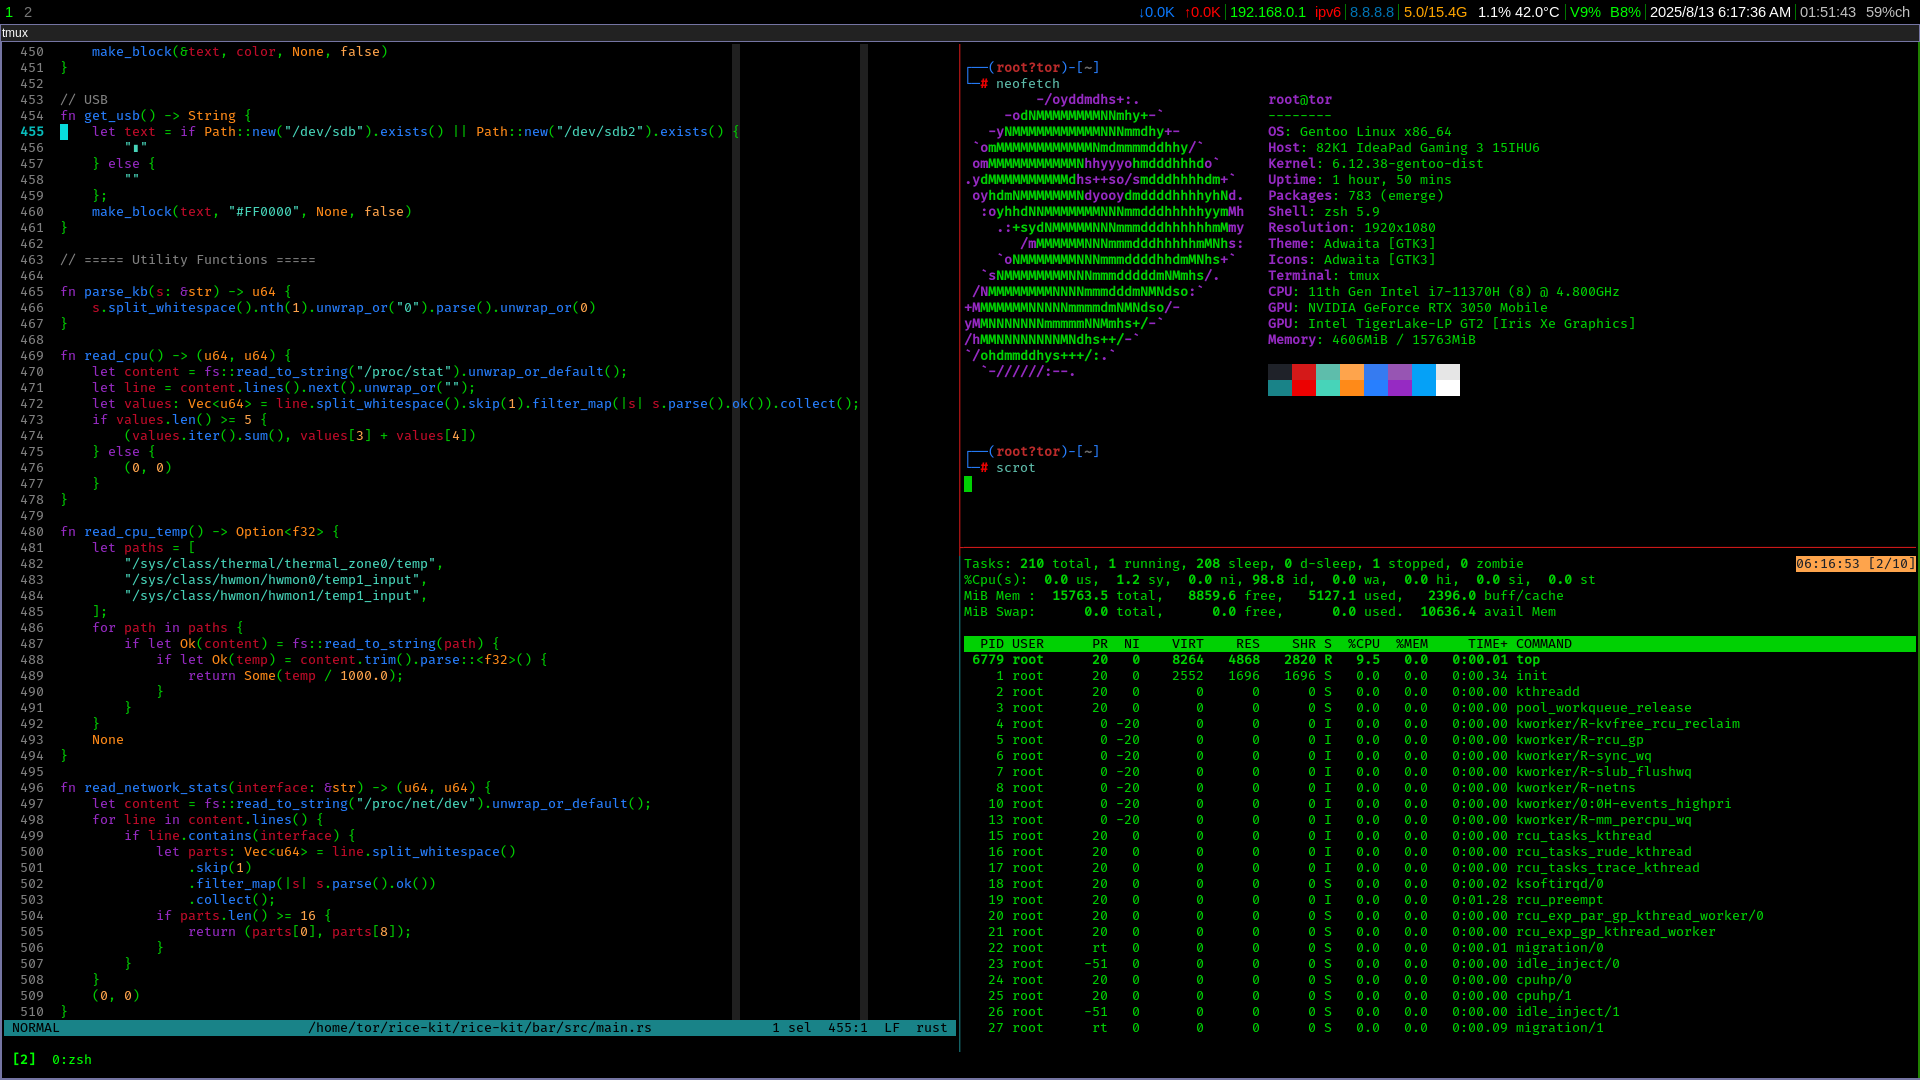 1 2
↓0.0K ↑0.0K 192.168.0.1 ipv6 8.8.8.8 5.0/15.4G 1.1% 42.0°C V9% B8% 2025/8/13 6:17:36 AM 01:51:43 59%ch
tmux
450 make_block(&text, color, None, false)
451 }
452
453 // USB
454 fn get_usb() -> String {
455 let text = if Path::new("/dev/sdb").exists() || Path::new("/dev/sdb2").exists() {
456 "▮"
457 } else {
458 ""
459 };
460 make_block(text, "#FF0000", None, false)
461 }
462
463 // ===== Utility Functions =====
464
465 fn parse_kb(s: &str) -> u64 {
466 s.split_whitespace().nth(1).unwrap_or("0").parse().unwrap_or(0)
467 }
468
469 fn read_cpu() -> (u64, u64) {
470 let content = fs::read_to_string("/proc/stat").unwrap_or_default();
471 let line = content.lines().next().unwrap_or("");
472 let values: Vec<u64> = line.split_whitespace().skip(1).filter_map(|s| s.parse().ok()).collect();
473 if values.len() >= 5 {
474 (values.iter().sum(), values[3] + values[4])
475 } else {
476 (0, 0)
477 }
478 }
479
480 fn read_cpu_temp() -> Option<f32> {
481 let paths = [
482 "/sys/class/thermal/thermal_zone0/temp",
483 "/sys/class/hwmon/hwmon0/temp1_input",
484 "/sys/class/hwmon/hwmon1/temp1_input",
485 ];
486 for path in paths {
487 if let Ok(content) = fs::read_to_string(path) {
488 if let Ok(temp) = content.trim().parse::<f32>() {
489 return Some(temp / 1000.0);
490 }
491 }
492 }
493 None
494 }
495
496 fn read_network_stats(interface: &str) -> (u64, u64) {
497 let content = fs::read_to_string("/proc/net/dev").unwrap_or_default();
498 for line in content.lines() {
499 if line.contains(interface) {
500 let parts: Vec<u64> = line.split_whitespace()
501 .skip(1)
502 .filter_map(|s| s.parse().ok())
503 .collect();
504 if parts.len() >= 16 {
505 return (parts[0], parts[8]);
506 }
507 }
508 }
509 (0, 0)
510 }
NORMAL /home/tor/rice-kit/rice-kit/bar/src/main.rs 1 sel 455:1 LF rust
[2] 0:zsh
┌──(root?tor)-[~]
└─# neofetch
-/oyddmdhs+:. root@tor
-odNMMMMMMMMNNmhy+-` --------
-yNMMMMMMMMMMMNNNmmdhy+- OS: Gentoo Linux x86_64
`omMMMMMMMMMMMMNmdmmmmddhhy/` Host: 82K1 IdeaPad Gaming 3 15IHU6
omMMMMMMMMMMMNhhyyyohmdddhhhdo` Kernel: 6.12.38-gentoo-dist
.ydMMMMMMMMMMdhs++so/smdddhhhhdm+` Uptime: 1 hour, 50 mins
oyhdmNMMMMMMMNdyooydmddddhhhhyhNd. Packages: 783 (emerge)
:oyhhdNNMMMMMMMNNNmmdddhhhhhyymMh Shell: zsh 5.9
.:+sydNMMMMMNNNmmmdddhhhhhhmMmy Resolution: 1920x1080
/mMMMMMMNNNmmmdddhhhhhmMNhs: Theme: Adwaita [GTK3]
`oNMMMMMMMNNNmmmddddhhdmMNhs+` Icons: Adwaita [GTK3]
`sNMMMMMMMMNNNmmmdddddmNMmhs/. Terminal: tmux
/NMMMMMMMMNNNNmmmdddmNMNdso:` CPU: 11th Gen Intel i7-11370H (8) @ 4.800GHz
+MMMMMMMNNNNNmmmmdmNMNdso/- GPU: NVIDIA GeForce RTX 3050 Mobile
yMMNNNNNNNmmmmmNNMmhs+/-` GPU: Intel TigerLake-LP GT2 [Iris Xe Graphics]
/hMMNNNNNNNNMNdhs++/-` Memory: 4606MiB / 15763MiB
`/ohdmmddhys+++/:.`
`-//////:--.
┌──(root?tor)-[~]
└─# scrot
Tasks: 210 total, 1 running, 208 sleep, 0 d-sleep, 1 stopped, 0 zombie 06:16:53 [2/10]
%Cpu(s): 0.0 us, 1.2 sy, 0.0 ni, 98.8 id, 0.0 wa, 0.0 hi, 0.0 si, 0.0 st
MiB Mem : 15763.5 total, 8859.6 free, 5127.1 used, 2396.0 buff/cache
MiB Swap: 0.0 total, 0.0 free, 0.0 used. 10636.4 avail Mem
PID USER PR NI VIRT RES SHR S %CPU %MEM TIME+ COMMAND
6779 root 20 0 8264 4868 2820 R 9.5 0.0 0:00.01 top
1 root 20 0 2552 1696 1696 S 0.0 0.0 0:00.34 init
2 root 20 0 0 0 0 S 0.0 0.0 0:00.00 kthreadd
3 root 20 0 0 0 0 S 0.0 0.0 0:00.00 pool_workqueue_release
4 root 0 -20 0 0 0 I 0.0 0.0 0:00.00 kworker/R-kvfree_rcu_reclaim
5 root 0 -20 0 0 0 I 0.0 0.0 0:00.00 kworker/R-rcu_gp
6 root 0 -20 0 0 0 I 0.0 0.0 0:00.00 kworker/R-sync_wq
7 root 0 -20 0 0 0 I 0.0 0.0 0:00.00 kworker/R-slub_flushwq
8 root 0 -20 0 0 0 I 0.0 0.0 0:00.00 kworker/R-netns
10 root 0 -20 0 0 0 I 0.0 0.0 0:00.00 kworker/0:0H-events_highpri
13 root 0 -20 0 0 0 I 0.0 0.0 0:00.00 kworker/R-mm_percpu_wq
15 root 20 0 0 0 0 I 0.0 0.0 0:00.00 rcu_tasks_kthread
16 root 20 0 0 0 0 I 0.0 0.0 0:00.00 rcu_tasks_rude_kthread
17 root 20 0 0 0 0 I 0.0 0.0 0:00.00 rcu_tasks_trace_kthread
18 root 20 0 0 0 0 S 0.0 0.0 0:00.02 ksoftirqd/0
19 root 20 0 0 0 0 I 0.0 0.0 0:01.28 rcu_preempt
20 root 20 0 0 0 0 S 0.0 0.0 0:00.00 rcu_exp_par_gp_kthread_worker/0
21 root 20 0 0 0 0 S 0.0 0.0 0:00.00 rcu_exp_gp_kthread_worker
22 root rt 0 0 0 0 S 0.0 0.0 0:00.01 migration/0
23 root -51 0 0 0 0 S 0.0 0.0 0:00.00 idle_inject/0
24 root 20 0 0 0 0 S 0.0 0.0 0:00.00 cpuhp/0
25 root 20 0 0 0 0 S 0.0 0.0 0:00.00 cpuhp/1
26 root -51 0 0 0 0 S 0.0 0.0 0:00.00 idle_inject/1
27 root rt 0 0 0 0 S 0.0 0.0 0:00.09 migration/1